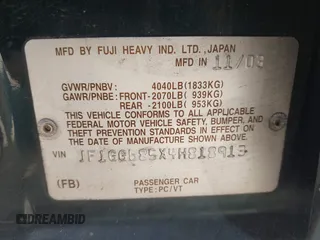 MFD BY FUJI HEAVY IND. LTD., JAPAN
MFD IN 11/03
GVWR/PNBV: 4040LB(1833KG)
GAWR/PNBE: FRONT-2070LB( 939KG)
REAR -2100LB( 953KG)
THIS VEHICLE CONFORMS TO ALL APPLICABLE
FEDERAL MOTOR VEHICLE SAFETY, BUMPER,
AND THEFT PREVENTION STANDARDS IN EFFECT ON
THE DATE OF MANUFACTURE SHOWN ABOVE.
VIN
(FB)
PASSENGER CAR
TYPE: PC/VT
DREAMBID